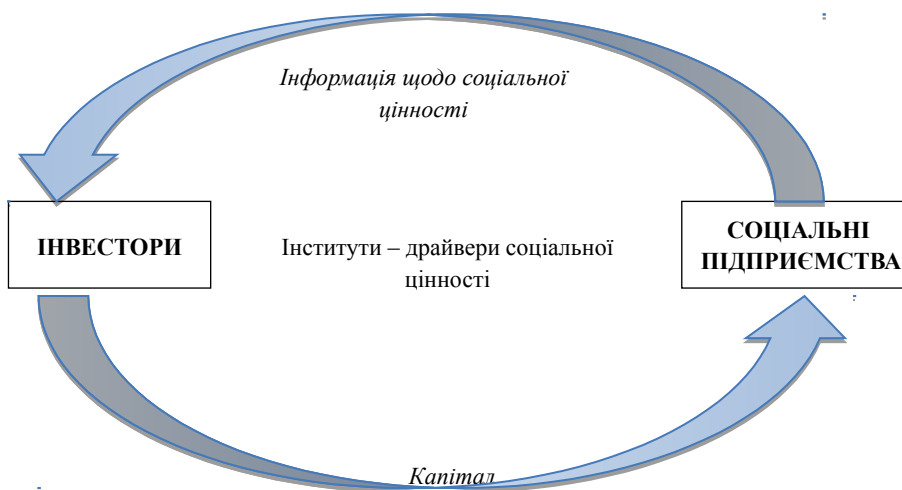 Інформація щодо соціальної
цінності
ІНВЕСТОРИ
Інститути – драйвери соціальної
цінності
СОЦІАЛЬНІ
ПІДПРИЄМСТВА
Капітал